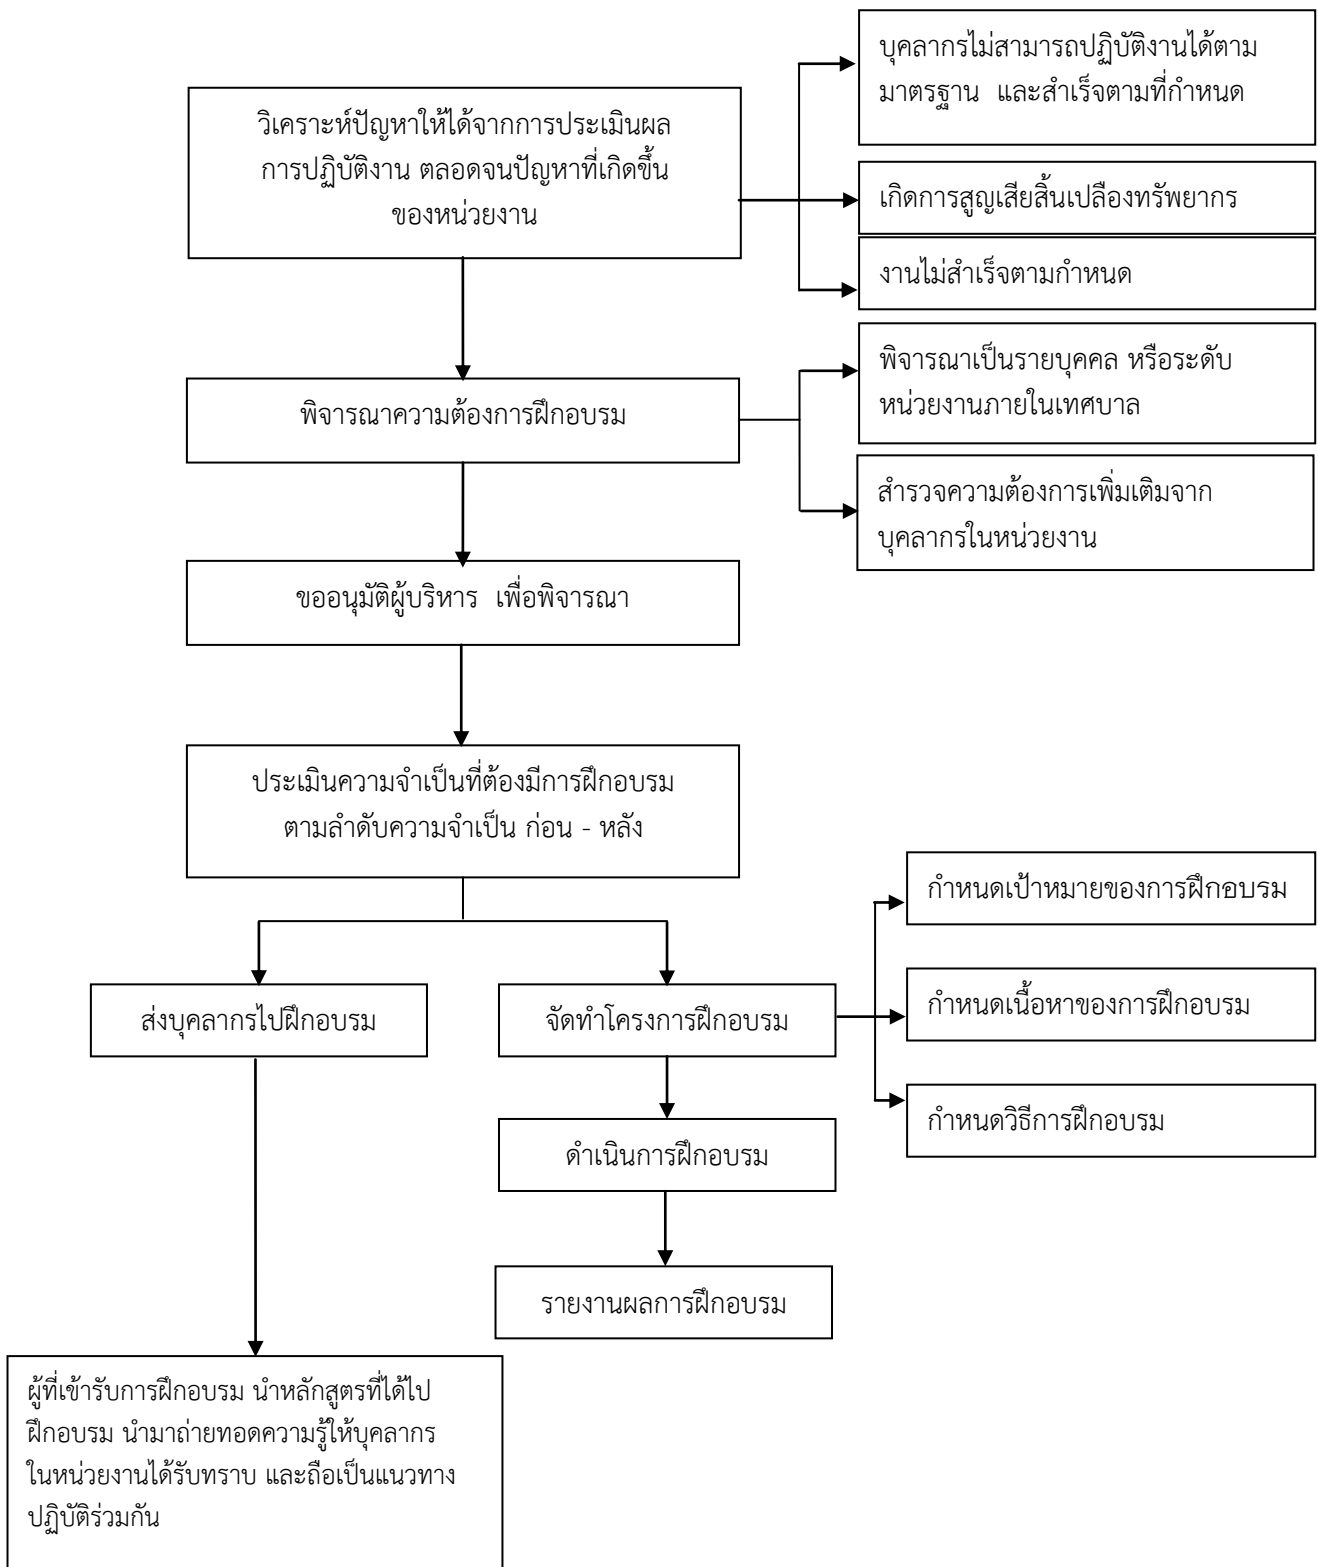 วิเคราะห์ปัญหาให้ได้จากการประเมินผล
การปฏิบัติงาน ตลอดจนปัญหาที่เกิดขึ้น
ของหน่วยงาน
บุคลากรไม่สามารถปฏิบัติงานได้ตาม
มาตรฐาน และสำเร็จตามที่กำหนด
เกิดการสูญเสียสิ้นเปลืองทรัพยากร
งานไม่สำเร็จตามกำหนด
พิจารณาความต้องการฝึกอบรม
พิจารณาเป็นรายบุคคล หรือระดับ
หน่วยงานภายในเทศบาล
สำรวจความต้องการเพิ่มเติมจาก
บุคลากรในหน่วยงาน
ขออนุมัติผู้บริหาร เพื่อพิจารณา
ประเมินความจำเป็นที่ต้องมีการฝึกอบรม
ตามลำดับความจำเป็น ก่อน - หลัง
ส่งบุคลากรไปฝึกอบรม
จัดทำโครงการฝึกอบรม
กำหนดเป้าหมายของการฝึกอบรม
กำหนดเนื้อหาของการฝึกอบรม
กำหนดวิธีการฝึกอบรม
ดำเนินการฝึกอบรม
รายงานผลการฝึกอบรม
ผู้ที่เข้ารับการฝึกอบรม นำหลักสูตรที่ได้ไป
ฝึกอบรม นำมาถ่ายทอดความรู้ให้บุคลากร
ในหน่วยงานได้รับทราบ และถือเป็นแนวทาง
ปฏิบัติร่วมกัน